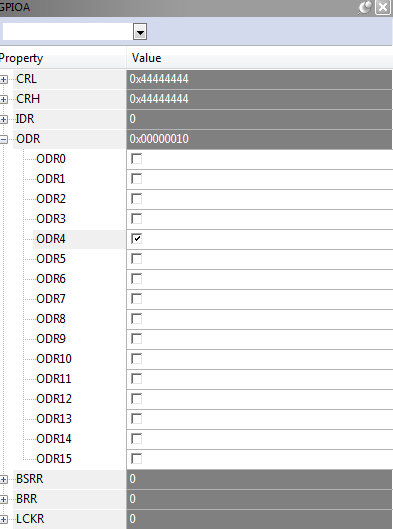 GPIOA
Property Value
CRL 0x44444444
CRH 0x44444444
IDR 0
ODR 0x00000010
ODR0
ODR1
ODR2
ODR3
ODR4
ODR5
ODR6
ODR7
ODR8
ODR9
ODR10
ODR11
ODR12
ODR13
ODR14
ODR15
BSRR 0
BRR 0
LCKR 0